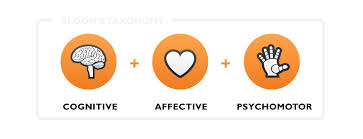 BLOOM'S TAXONOMY
+ +
COGNITIVE AFFECTIVE PSYCHOMOTOR